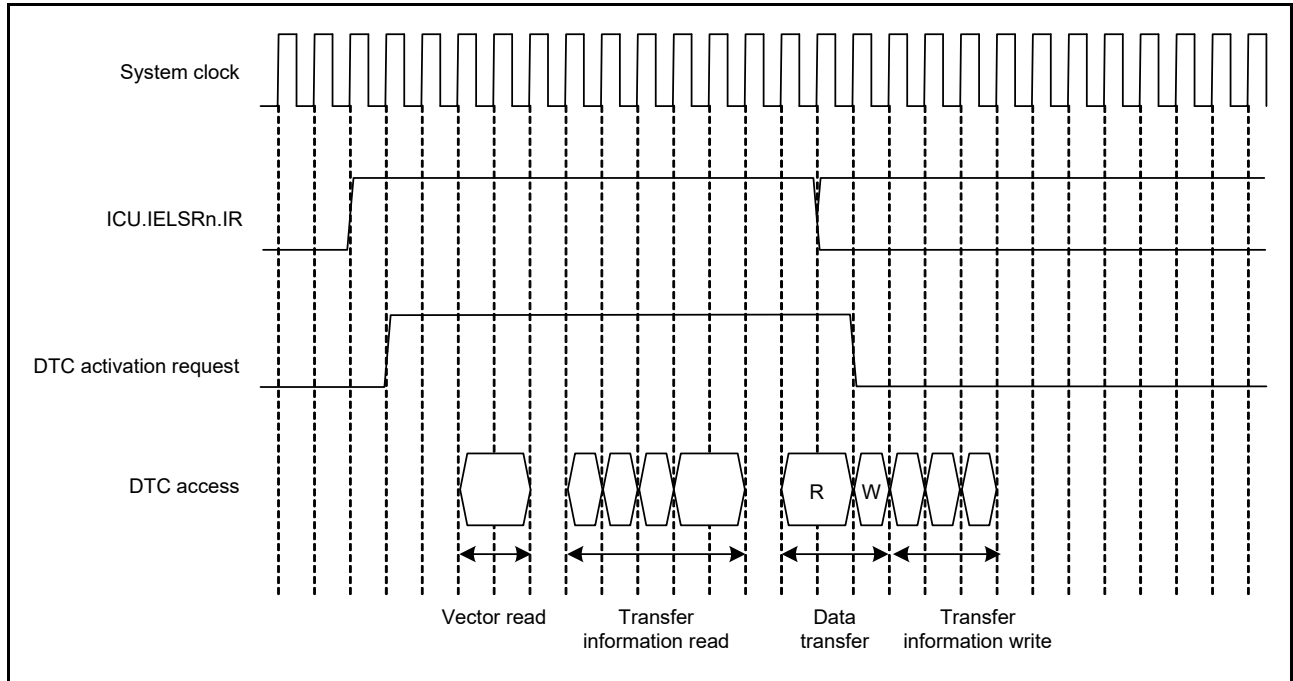 System clock
ICU.IELSRn.IR
DTC activation request
DTC access
R
W
Vector read
Transfer
information read
Data
transfer
Transfer
information write